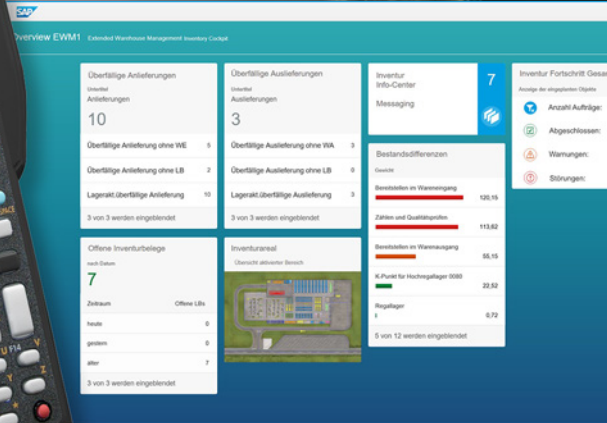 SAP
Overview EWM1 Extended Warehouse Management Inventory Cockpit
Überfällige Anlieferungen
Untertitel
Anlieferungen
10
Überfällige Anlieferung ohne WE 5
Überfällige Anlieferung ohne LB 2
Lagerakt.überfällige Anlieferung 10
3 von 3 werden eingeblendet
Überfällige Auslieferungen
Untertitel
Auslieferungen
3
Überfällige Auslieferung ohne WA 3
Überfällige Auslieferung ohne LB 0
Lagerakt.überfällige Auslieferung 3
3 von 3 werden eingeblendet
Inventur
Info-Center
Messaging
7
Inventur Fortschritt Gesam
Anzeige der eingeplanten Objekte
Anzahl Aufträge:
Abgeschlossen:
Warnungen:
Störungen:
Offene Inventurbelege
nach Datum
7
Zeitraum Offene LBs
heute 0
gestern 0
älter 7
3 von 3 werden eingeblendet
Inventurareal
Übersicht aktivierter Bereich
Bestandsdifferenzen
Gewicht
Bereitstellen im Wareneingang
120,15
Zählen und Qualitätsprüfen
113,62
Bereitstellen im Warenausgang
55,15
K-Punkt für Hochregallager 0080
22,52
Regallager
0,72
5 von 12 werden eingeblendet
U F14 V
Y Z